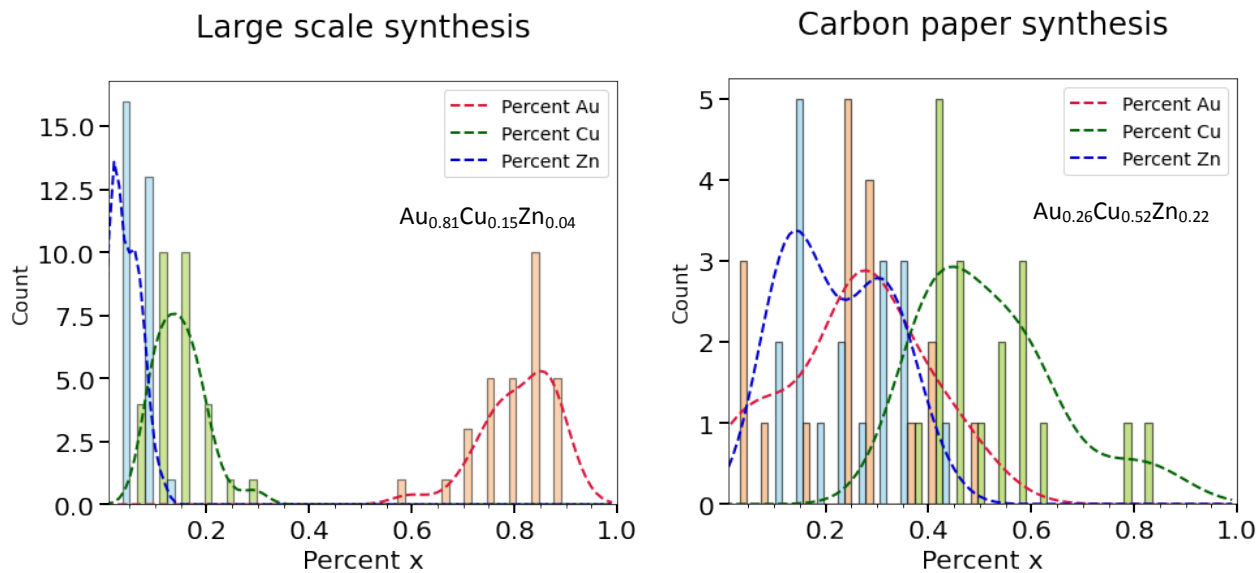 Large scale synthesis
Percent Au
Percent Cu
Percent Zn
Au0.81Cu0.15Zn0.04
Count
15.0
12.5
10.0
7.5
5.0
2.5
0.0
0.2
0.4
0.6
0.8
1.0
Percent x
Carbon paper synthesis
Percent Au
Percent Cu
Percent Zn
Au0.26Cu0.52Zn0.22
Count
5
4
3
2
1
0
0.2
0.4
0.6
0.8
1.0
Percent x